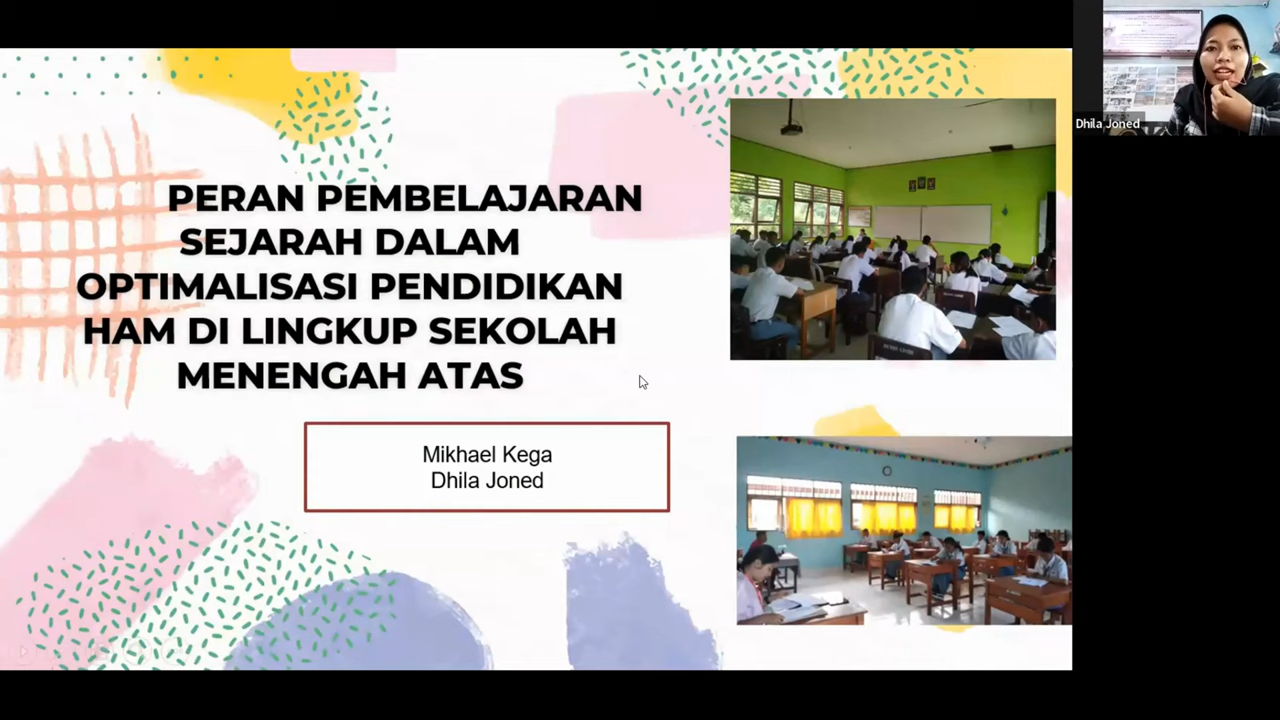 PERAN PEMBELAJARAN
SEJARAH DALAM
OPTIMALISASI PENDIDIKAN
HAM DI LINGKUP SEKOLAH
MENENGAH ATAS
Mikhael Kega
Dhila Joned
Dhila Joned